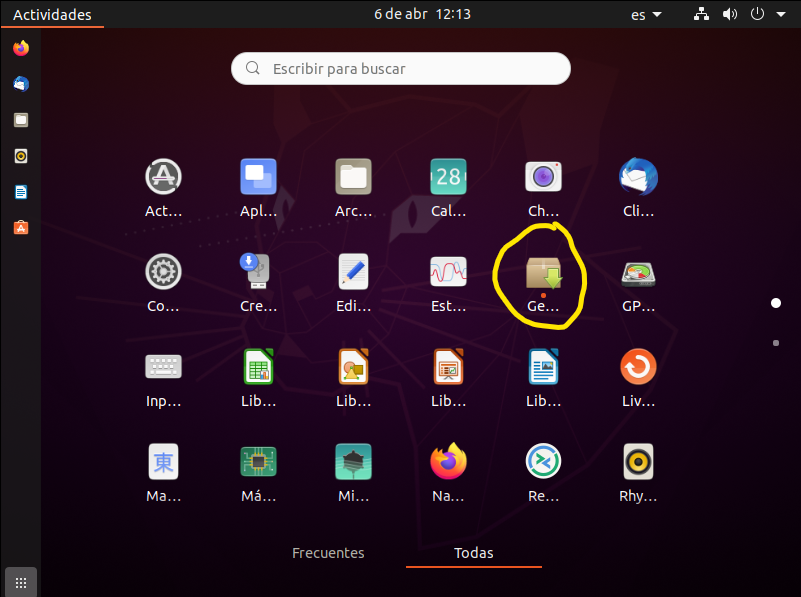 Actividades
6 de abr 12:13
es
Escribir para buscar
Act...
Apl...
Arc...
28
Cal...
Ch...
Cli...
Co...
Cre...
Edi...
Est...
Ge...
GP...
Inp...
Lib...
Lib...
Lib...
Lib...
Liv...
東
Ma...
Má...
Mi...
Na...
Re...
Rhy...
Frecuentes
Todas